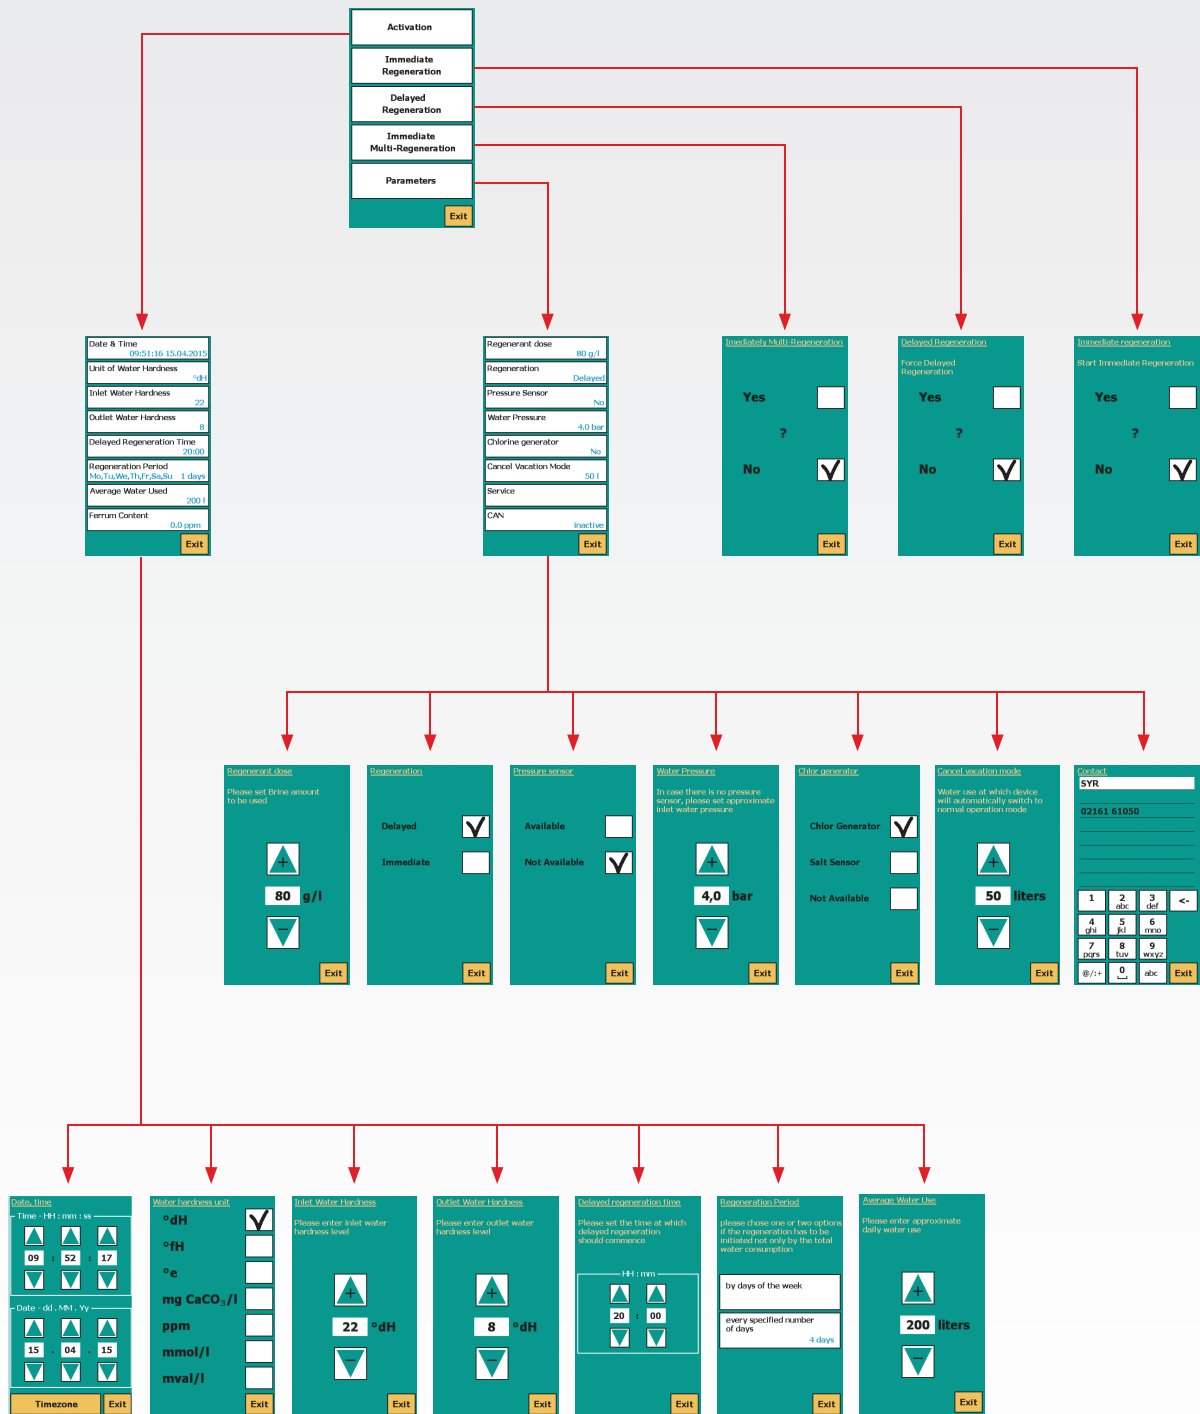 Activation
Immediate
Regeneration
Delayed
Regeneration
Immediate
Multi-Regeneration
Parameters
Exit
Date & Time
09:51:16 15.04.2015
Unit of Water Hardness
°dH
Inlet Water Hardness
22
Outlet Water Hardness
8
Delayed Regeneration Time
20:00
Regeneration Period
Mo,Tu,We,Th,Fr,Sa,Su 1 days
Average Water Used
200 l
Ferrum Content
0.0 ppm
Exit
Regenerant dose
80 g/l
Regeneration
Delayed
Pressure Sensor
No
Water Pressure
4.0 bar
Chlorine generator
No
Cancel Vacation Mode
50 l
Service
CAN
inactive
Exit
Imediately Multi-Regeneration
Yes
?
No
Exit
Delayed Regeneration
Force Delayed
Regeneration
Yes
?
No
Exit
Immediate regeneration
Start Immediate Regeneration
Yes
?
No
Exit
Regenerant dose
Please set Brine amount
to be used
+
80 g/l
−
Exit
Regeneration
Delayed
Immediate
Exit
Pressure sensor
Available
Not Available
Exit
Water Pressure
In case there is no pressure
sensor, please set approximate
inlet water pressure
+
4,0 bar
−
Exit
Chlor generator
Chlor Generator
Salt Sensor
Not Available
Exit
Cancel vacation mode
Water use at which device
will automatically switch to
normal operation mode
+
50 liters
−
Exit
Contact
SYR
02161 61050
1 2 abc 3 def <-
4 ghi 5 jkl 6 mno
7 pqrs 8 tuv 9 wxyz
@/:+ 0 abc Exit
Date, time
Time - HH : mm : ss
09 : 52 : 17
Date - dd . MM . Yy
15 . 04 . 15
Timezone Exit
Water hardness unit
°dH
°fH
°e
mg CaCO₃/l
ppm
mmol/l
mval/l
Exit
Inlet Water Hardness
Please enter inlet water
hardness level
+
22 °dH
−
Exit
Outlet Water Hardness
Please enter outlet water
hardness level
+
8 °dH
−
Exit
Delayed regeneration time
Please set the time at which
delayed regeneration
should commence
HH : mm
20 : 00
Exit
Regeneration Period
please chose one or two options
if the regeneration has to be
initiated not only by the total
water consumption
by days of the week
every specified number
of days
4 days
Exit
Average Water Use
Please enter approximate
daily water use
+
200 liters
−
Exit